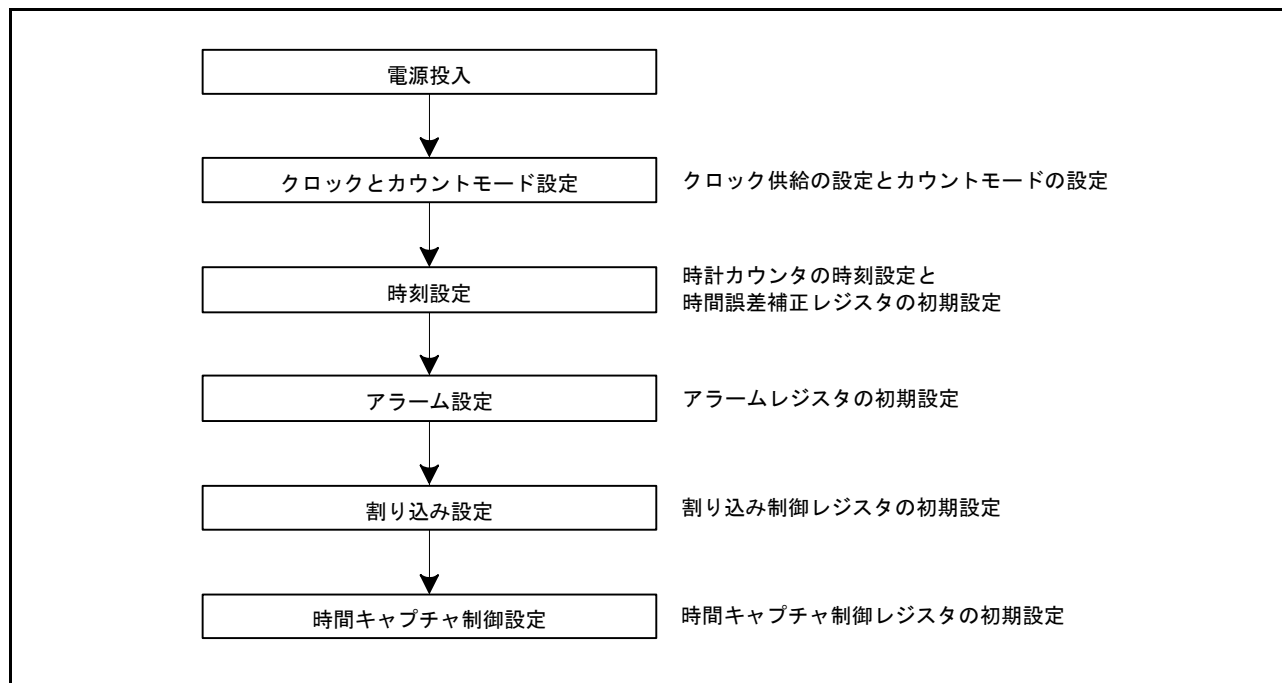 電源投入
クロックとカウントモード設定
クロック供給の設定とカウントモードの設定
時刻設定
時計カウンタの時刻設定と
時間誤差補正レジスタの初期設定
アラーム設定
アラームレジスタの初期設定
割り込み設定
割り込み制御レジスタの初期設定
時間キャプチャ制御設定
時間キャプチャ制御レジスタの初期設定